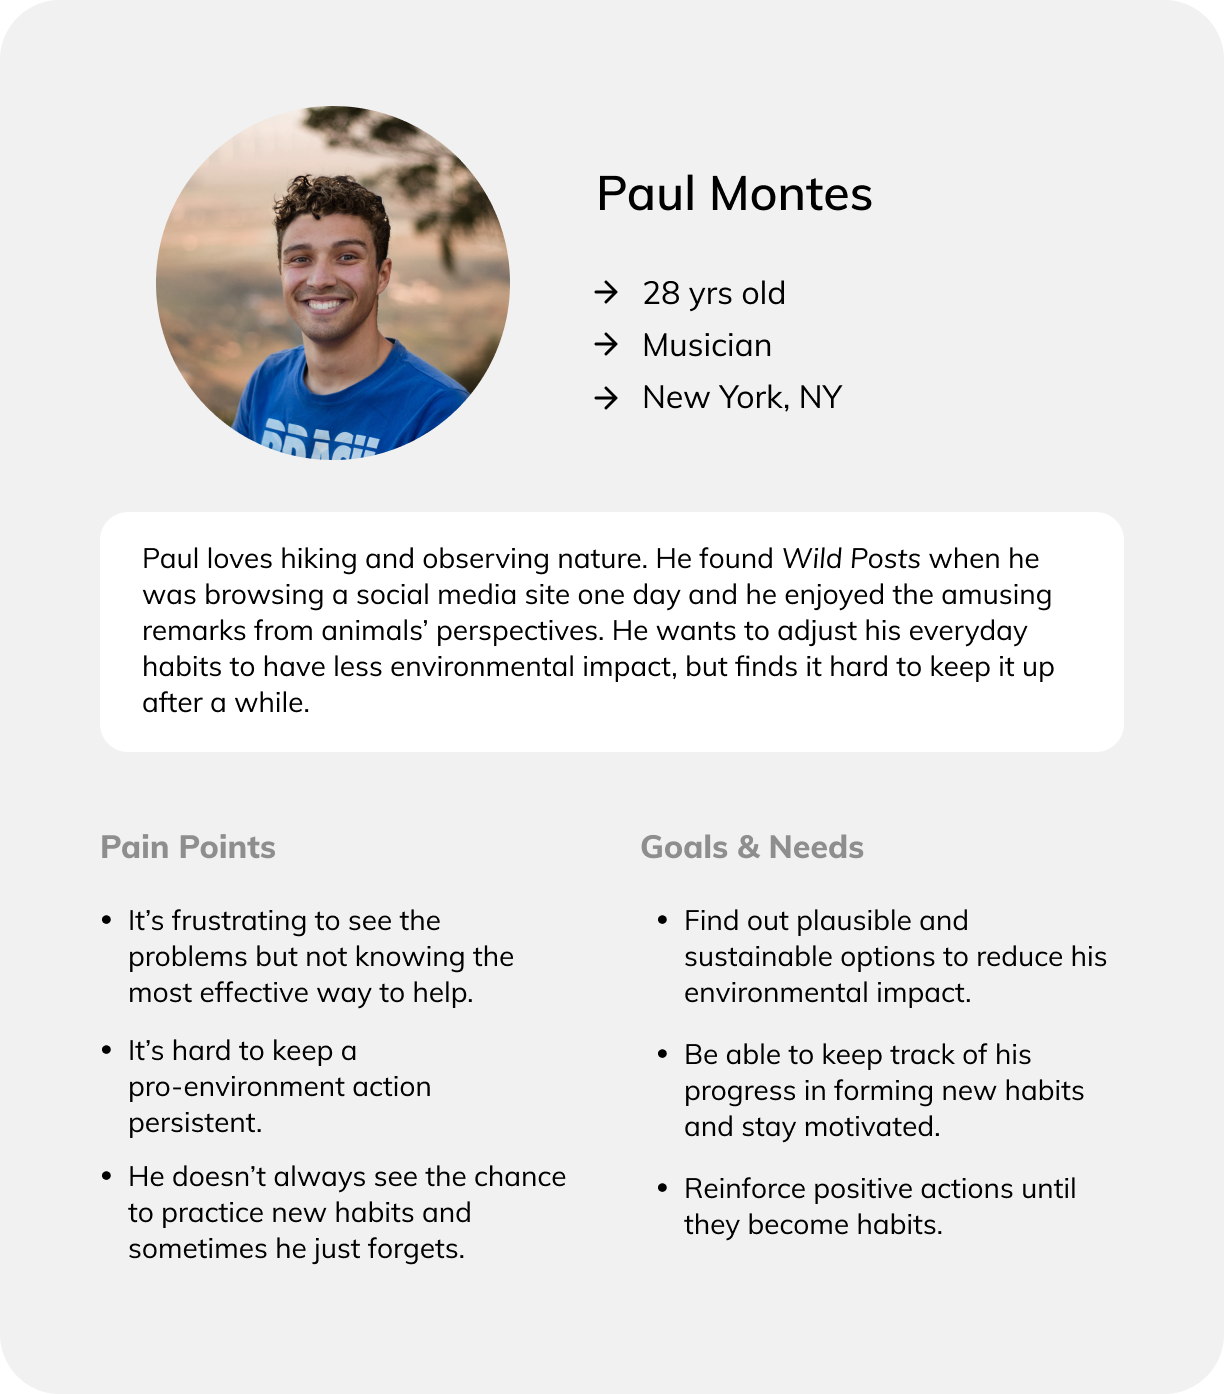 Paul Montes
→ 28 yrs old
→ Musician
→ New York, NY
Paul loves hiking and observing nature. He found Wild Posts when he
was browsing a social media site one day and he enjoyed the amusing
remarks from animals’ perspectives. He wants to adjust his everyday
habits to have less environmental impact, but finds it hard to keep it up
after a while.
Pain Points
• It’s frustrating to see the
problems but not knowing the
most effective way to help.
• It’s hard to keep a
pro-environment action
persistent.
• He doesn’t always see the chance
to practice new habits and
sometimes he just forgets.
Goals & Needs
• Find out plausible and
sustainable options to reduce his
environmental impact.
• Be able to keep track of his
progress in forming new habits
and stay motivated.
• Reinforce positive actions until
they become habits.